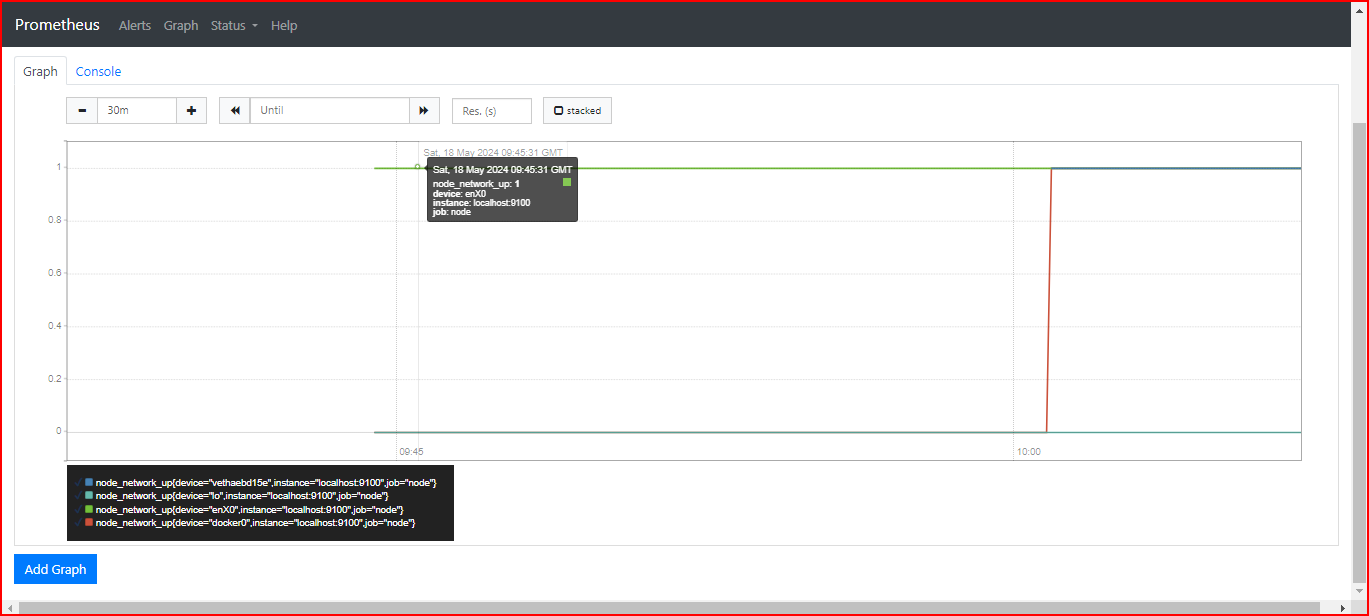 Prometheus Alerts Graph Status Help
Graph Console
30m Until Res. (s) stacked
Sat, 18 May 2024 09:45:31 GMT
Sat, 18 May 2024 09:45:31 GMT
node_network_up: 1
device: enX0
instance: localhost:9100
job: node
1
0.8
0.6
0.4
0.2
0
09:45 10:00
node_network_up{device="vethaebd15e",instance="localhost:9100",job="node"}
node_network_up{device="lo",instance="localhost:9100",job="node"}
node_network_up{device="enX0",instance="localhost:9100",job="node"}
node_network_up{device="docker0",instance="localhost:9100",job="node"}
Add Graph